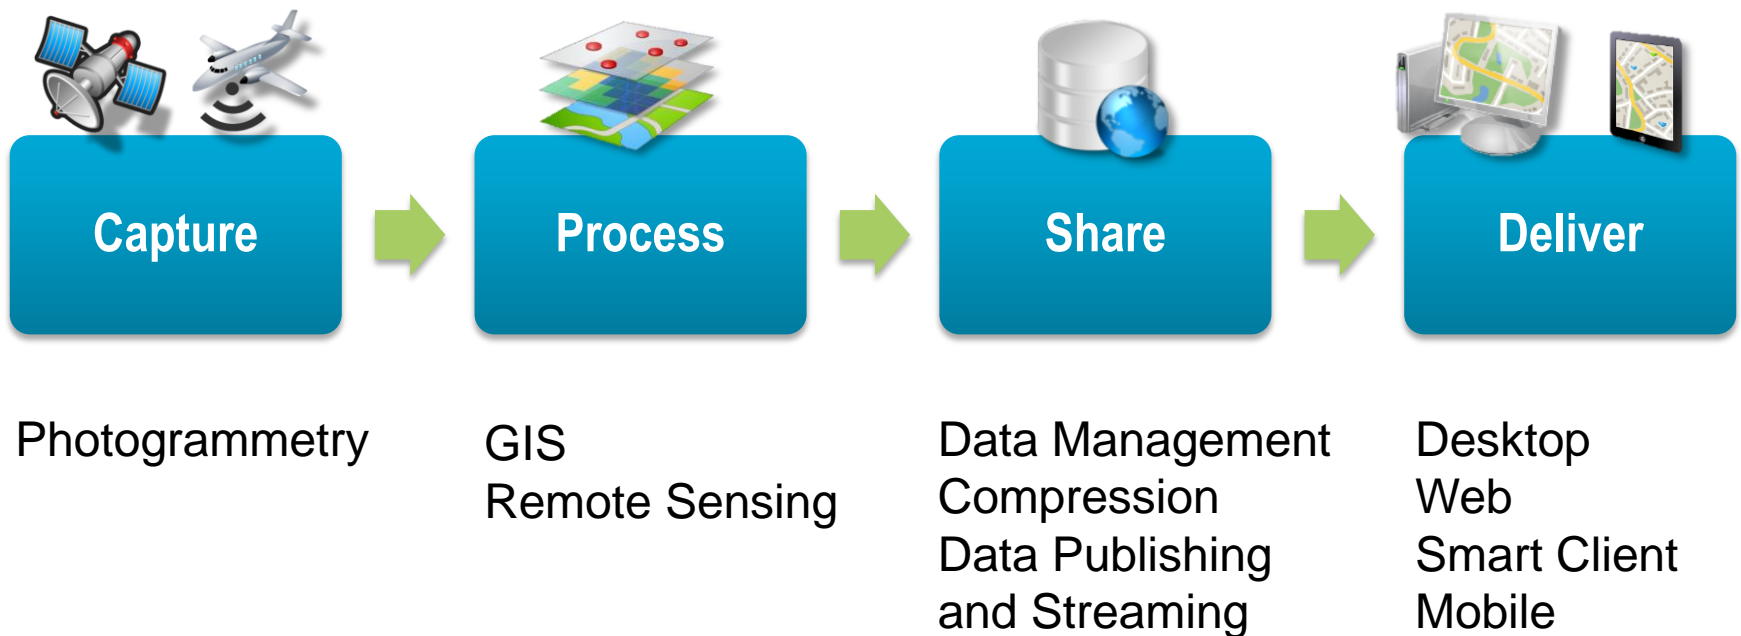 Capture
Process
Share
Deliver
Photogrammetry
GIS
Remote Sensing
Data Management
Compression
Data Publishing
and Streaming
Desktop
Web
Smart Client
Mobile